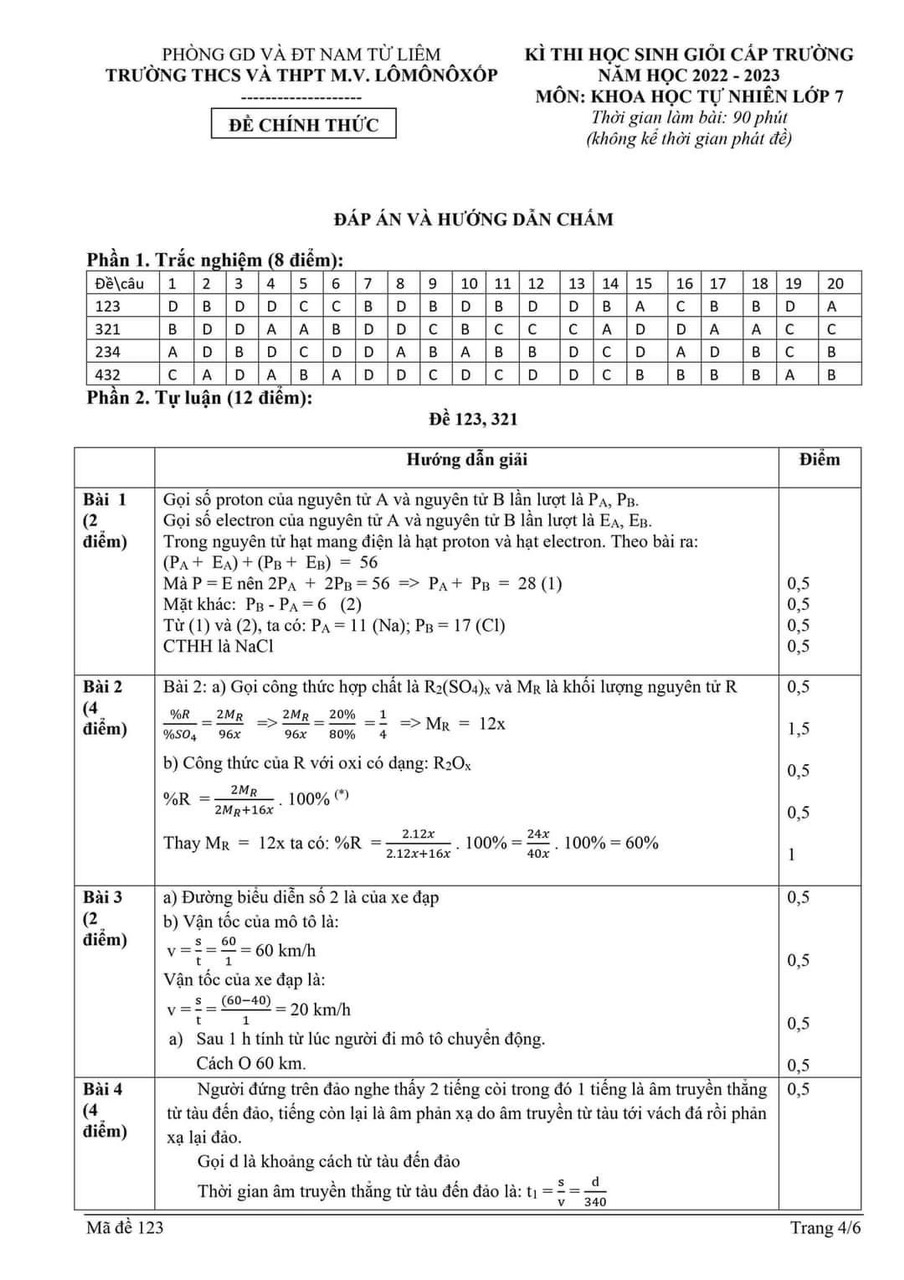 PHÒNG GD VÀ ĐT NAM TỪ LIÊM
TRƯỜNG THCS VÀ THPT M.V. LÔMÔNÔXỐP
--------------------
ĐỀ CHÍNH THỨC
KÌ THI HỌC SINH GIỎI CẤP TRƯỜNG
NĂM HỌC 2022 - 2023
MÔN: KHOA HỌC TỰ NHIÊN LỚP 7
Thời gian làm bài: 90 phút
(không kể thời gian phát đề)
ĐÁP ÁN VÀ HƯỚNG DẪN CHẤM
Phần 1. Trắc nghiệm (8 điểm):
Đề\câu 1 2 3 4 5 6 7 8 9 10 11 12 13 14 15 16 17 18 19 20
123 D B D D C C B D B D B D D B A C B B D A
321 B D D A A B D D C B C C C A D D A A C C
234 A D B D C D D A B A B B D C D A D B C B
432 C A D A B A D D C D C D D C B B B B A B
Phần 2. Tự luận (12 điểm):
Đề 123, 321
Hướng dẫn giải Điểm
Bài 1 (2 điểm)
Gọi số proton của nguyên tử A và nguyên tử B lần lượt là P_A, P_B.
Gọi số electron của nguyên tử A và nguyên tử B lần lượt là E_A, E_B.
Trong nguyên tử hạt mang điện là hạt proton và hạt electron. Theo bài ra:
(P_A + E_A) + (P_B + E_B) = 56
Mà P = E nên 2P_A + 2P_B = 56 => P_A + P_B = 28 (1) 0,5
Mặt khác: P_B - P_A = 6 (2) 0,5
Từ (1) và (2), ta có: P_A = 11 (Na); P_B = 17 (Cl) 0,5
CTHH là NaCl 0,5
Bài 2 (4 điểm)
Bài 2: a) Gọi công thức hợp chất là R₂(SO₄)ₓ và M_R là khối lượng nguyên tử R 0,5
%R/%SO₄ = 2M_R/96x => 2M_R/96x = 20%/80% = 1/4 => M_R = 12x 1,5
b) Công thức của R với oxi có dạng: R₂Oₓ 0,5
%R = 2M_R/(2M_R+16x) . 100% (*) 0,5
Thay M_R = 12x ta có: %R = 2.12x/(2.12x+16x) . 100% = 24x/40x . 100% = 60% 1
Bài 3 (2 điểm)
a) Đường biểu diễn số 2 là của xe đạp 0,5
b) Vận tốc của mô tô là:
v = s/t = 60/1 = 60 km/h 0,5
Vận tốc của xe đạp là:
v = s/t = (60−40)/1 = 20 km/h 0,5
a) Sau 1 h tính từ lúc người đi mô tô chuyển động.
Cách O 60 km. 0,5
Bài 4 (4 điểm)
Người đứng trên đảo nghe thấy 2 tiếng còi trong đó 1 tiếng là âm truyền thẳng 0,5
từ tàu đến đảo, tiếng còn lại là âm phản xạ do âm truyền từ tàu tới vách đá rồi phản
xạ lại đảo.
Gọi d là khoảng cách từ tàu đến đảo
Thời gian âm truyền thẳng từ tàu đến đảo là: t₁ = s/v = d/340
Mã đề 123 Trang 4/6